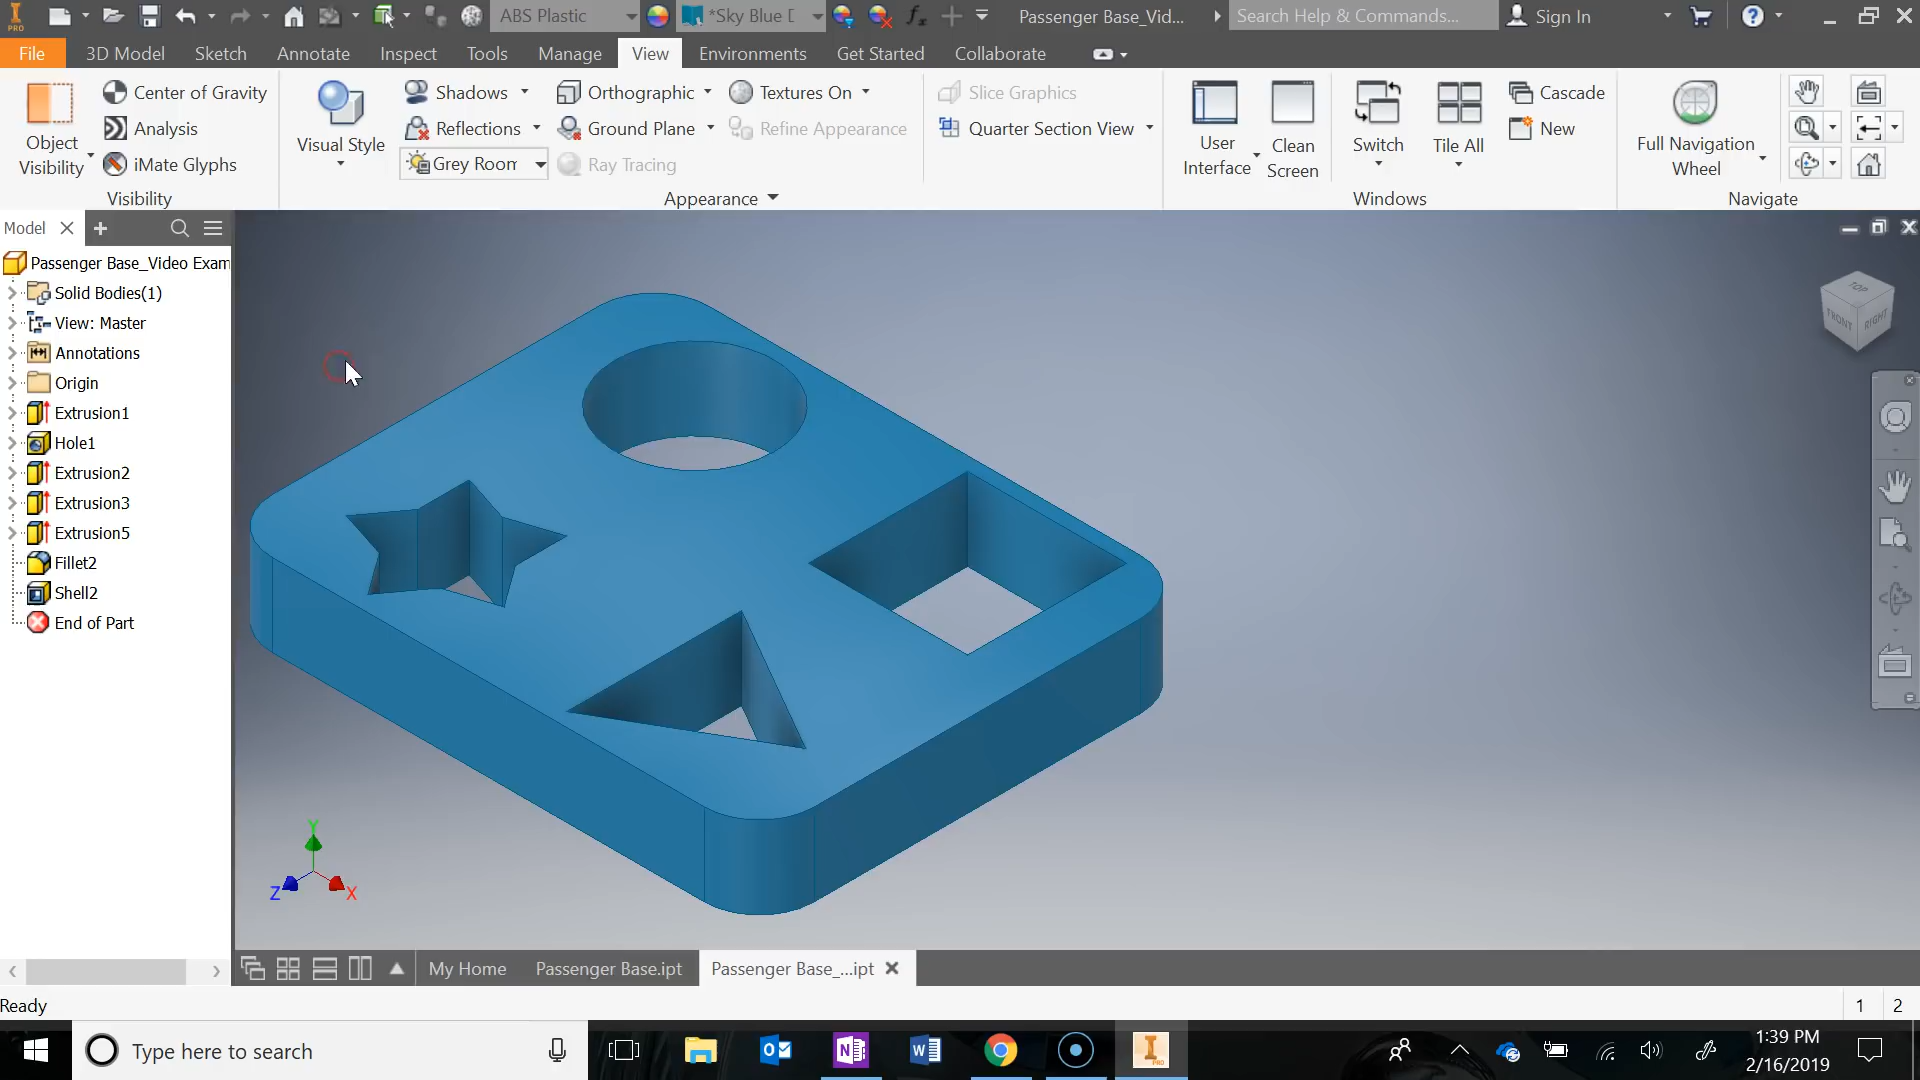 PRO
ABS Plastic
*Sky Blue [
Passenger Base_Vid...
Search Help & Commands...
Sign In
File
3D Model
Sketch
Annotate
Inspect
Tools
Manage
View
Environments
Get Started
Collaborate
Object
Visibility
Center of Gravity
Analysis
iMate Glyphs
Visibility
Visual Style
Shadows
Reflections
Grey Room
Orthographic
Ground Plane
Ray Tracing
Textures On
Refine Appearance
Appearance
Slice Graphics
Quarter Section View
User
Interface
Clean
Screen
Switch
Tile All
Cascade
New
Windows
Full Navigation
Wheel
Navigate
Model
Passenger Base_Video Exam
Solid Bodies(1)
View: Master
Annotations
Origin
Extrusion1
Hole1
Extrusion2
Extrusion3
Extrusion5
Fillet2
Shell2
End of Part
TOP
FRONT
RIGHT
Y
Z
X
My Home
Passenger Base.ipt
Passenger Base_...ipt
Ready
1
2
Type here to search
PRO
1:39 PM
2/16/2019